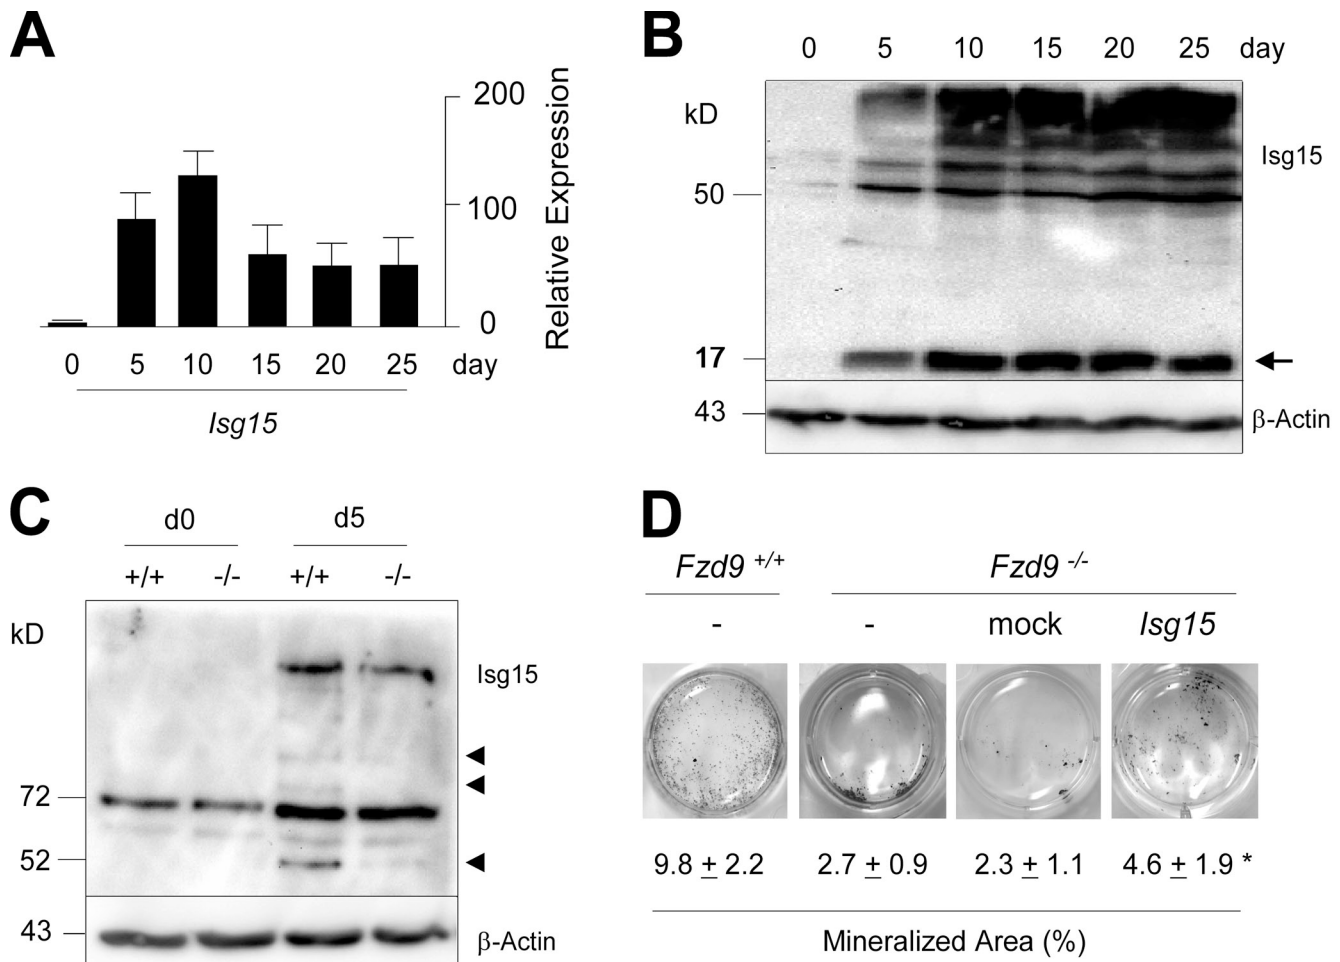 A
200
100
0
Relative Expression
0 5 10 15 20 25 day
Isg15
B
0 5 10 15 20 25 day
kD
Isg15
50
17
43
β-Actin
C
d0 d5
+/+ -/- +/+ -/-
kD
Isg15
72
52
43
β-Actin
D
Fzd9 +/+ Fzd9 -/-
- - mock Isg15
9.8 ± 2.2 2.7 ± 0.9 2.3 ± 1.1 4.6 ± 1.9 *
Mineralized Area (%)